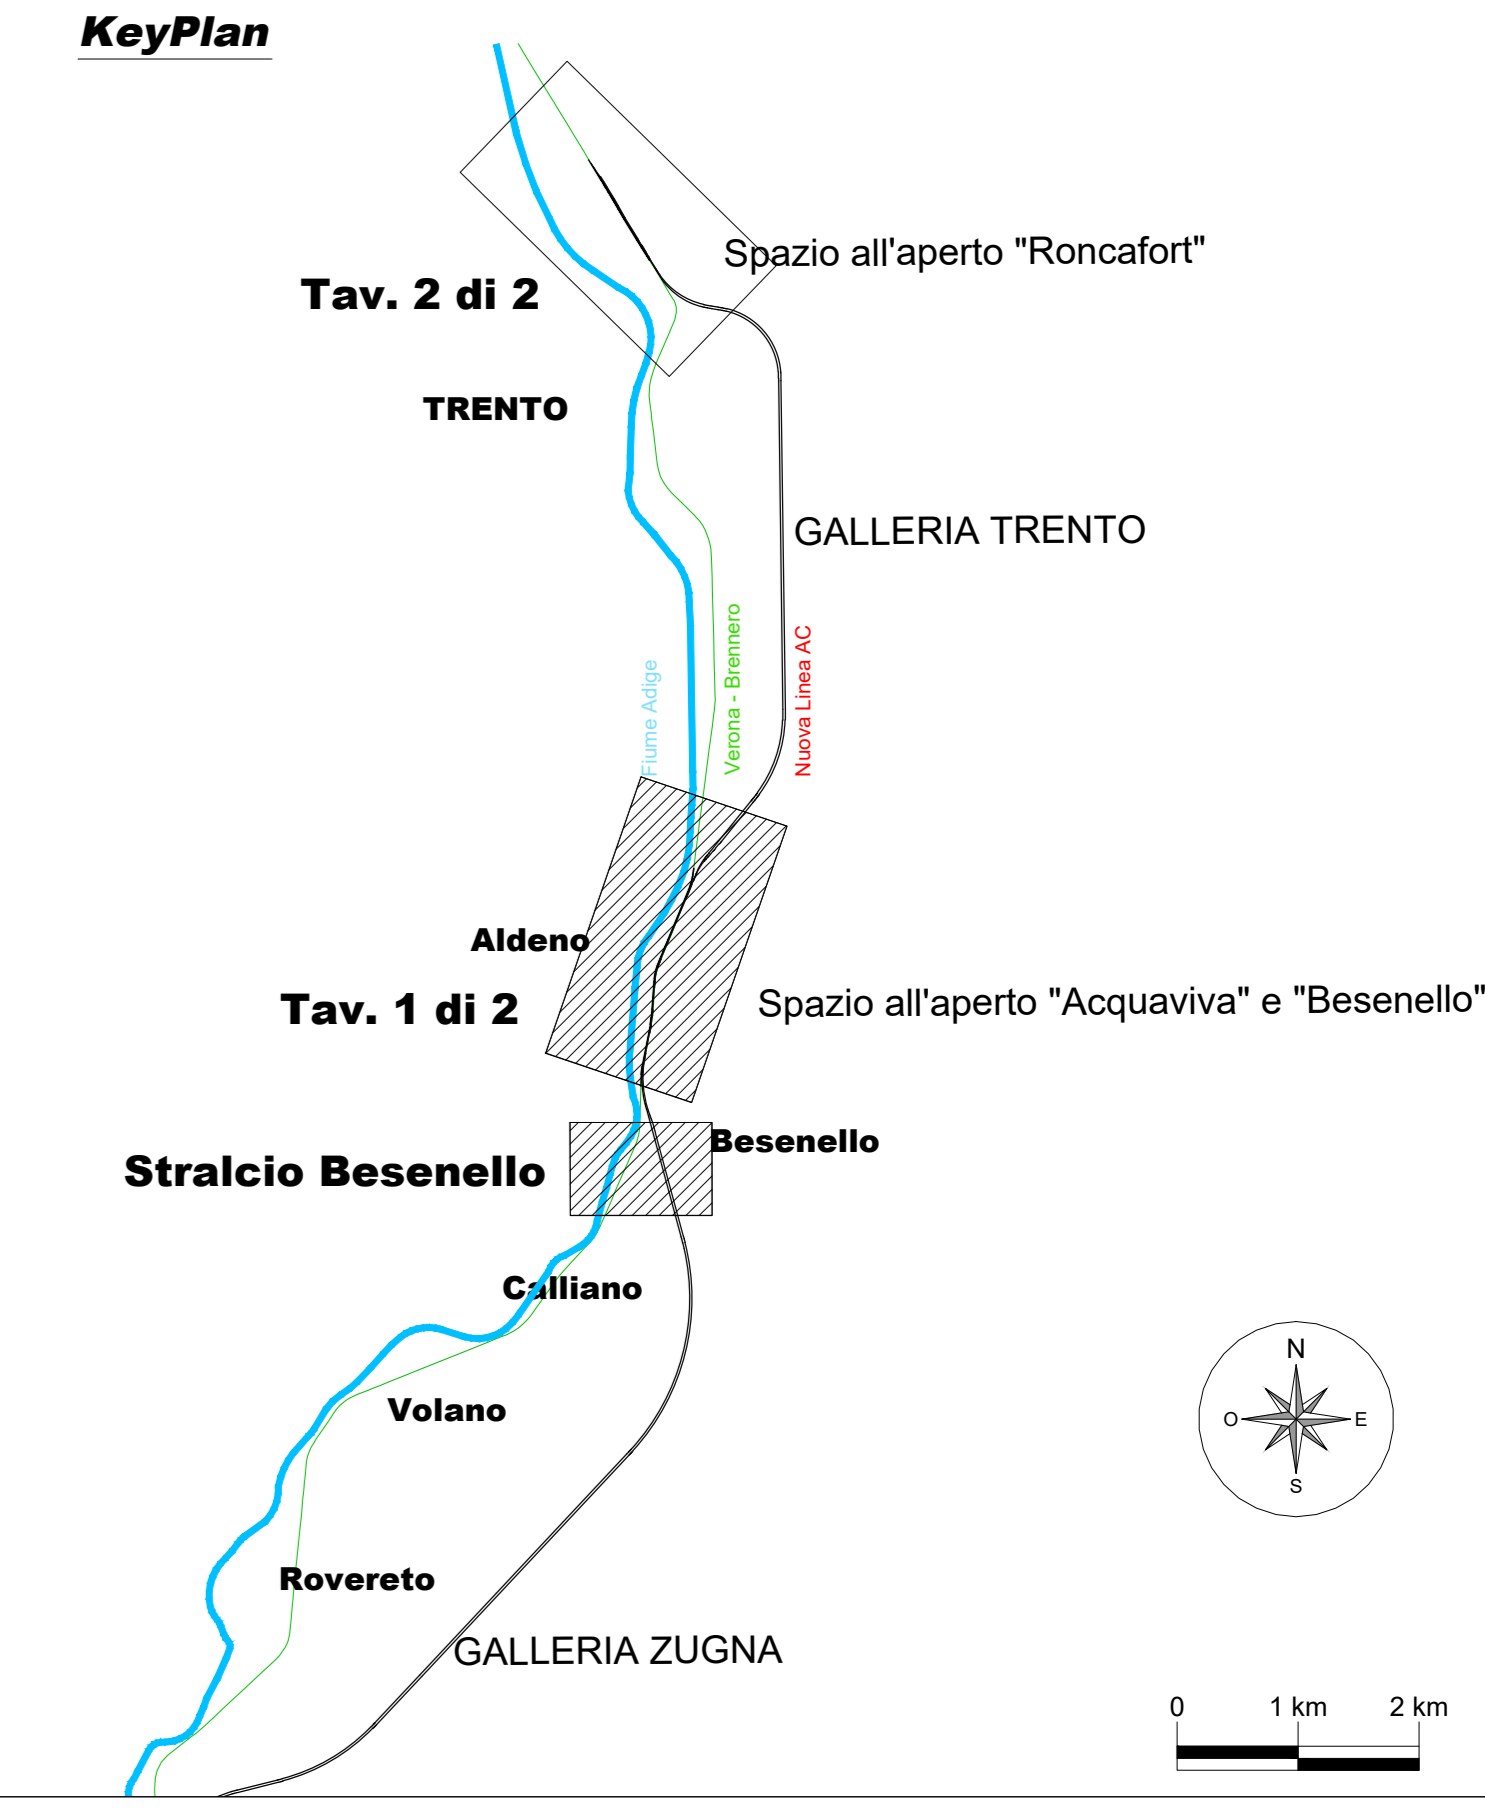 KeyPlan
Spazio all'aperto "Roncafort"
Tav. 2 di 2
TRENTO
GALLERIA TRENTO
Fiume Adige
Verona - Brennero
Nuova Linea AC
Aldeno
Tav. 1 di 2
Spazio all'aperto "Acquaviva" e "Besenello"
Besenello
Stralcio Besenello
Calliano
N
O
E
S
Volano
Rovereto
GALLERIA ZUGNA
0 1 km 2 km